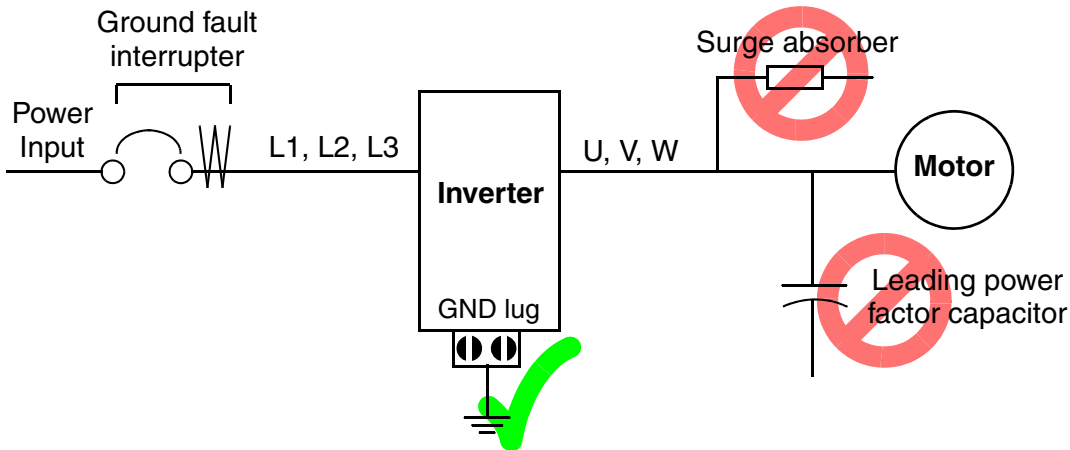 Ground fault
interrupter
Surge absorber
Power
Input
L1, L2, L3
U, V, W
Inverter
Motor
GND lug
Leading power
factor capacitor